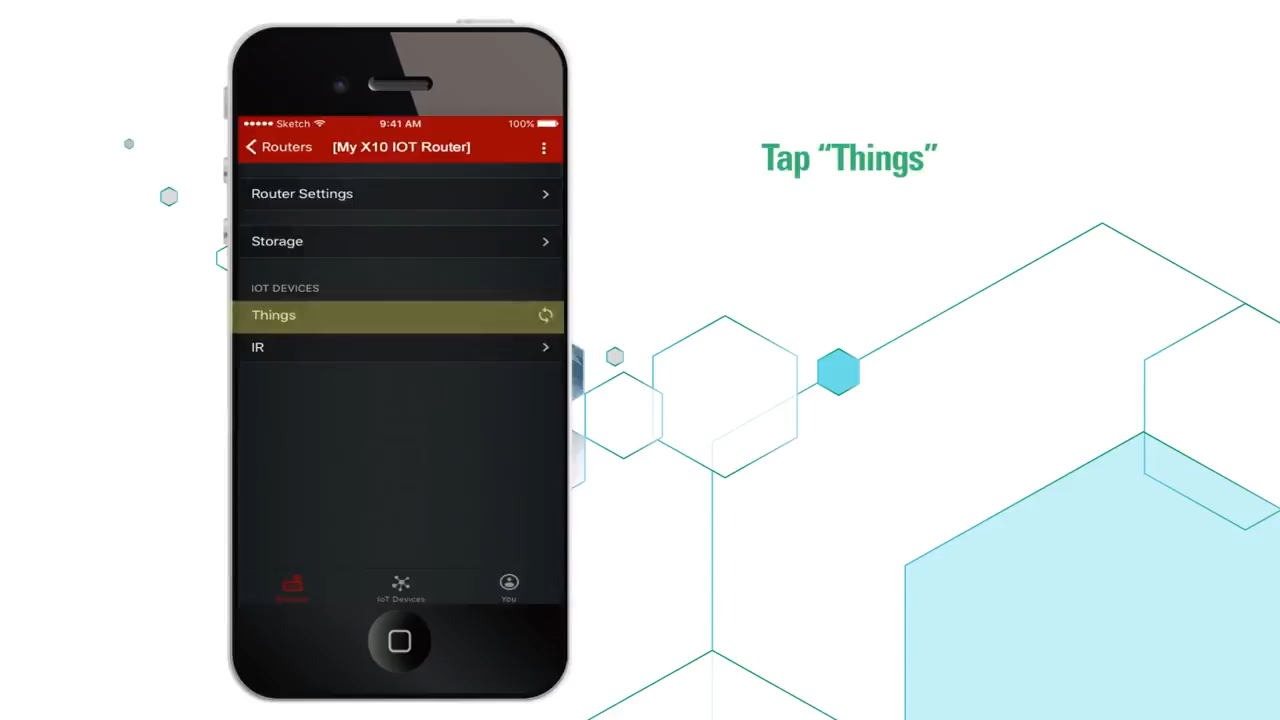 Sketch 9:41 AM 100%
Routers [My X10 IOT Router]
Router Settings
Storage
IOT DEVICES
Things
IR
IoT Devices You
Tap “Things”